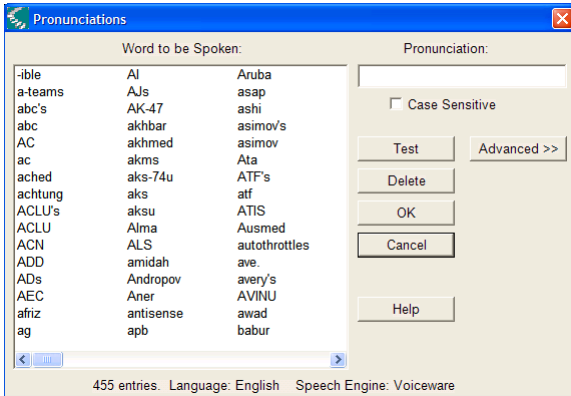 Pronunciations
Word to be Spoken:
-ible
a-teams
abc's
abc
AC
ac
ached
achtung
ACLU's
ACLU
ACN
ADD
ADs
AEC
afriz
ag
Al
AJs
AK-47
akhbar
akhmed
akms
aks-74u
aks
aksu
Alma
ALS
amidah
Andropov
Aner
antisense
apb
Aruba
asap
ashi
asimov's
asimov
Ata
ATF's
atf
ATIS
Ausmed
autothrottles
ave.
avery's
AVINU
awad
babur
Pronunciation:
Case Sensitive
Test
Advanced >>
Delete
OK
Cancel
Help
455 entries. Language: English Speech Engine: Voiceware